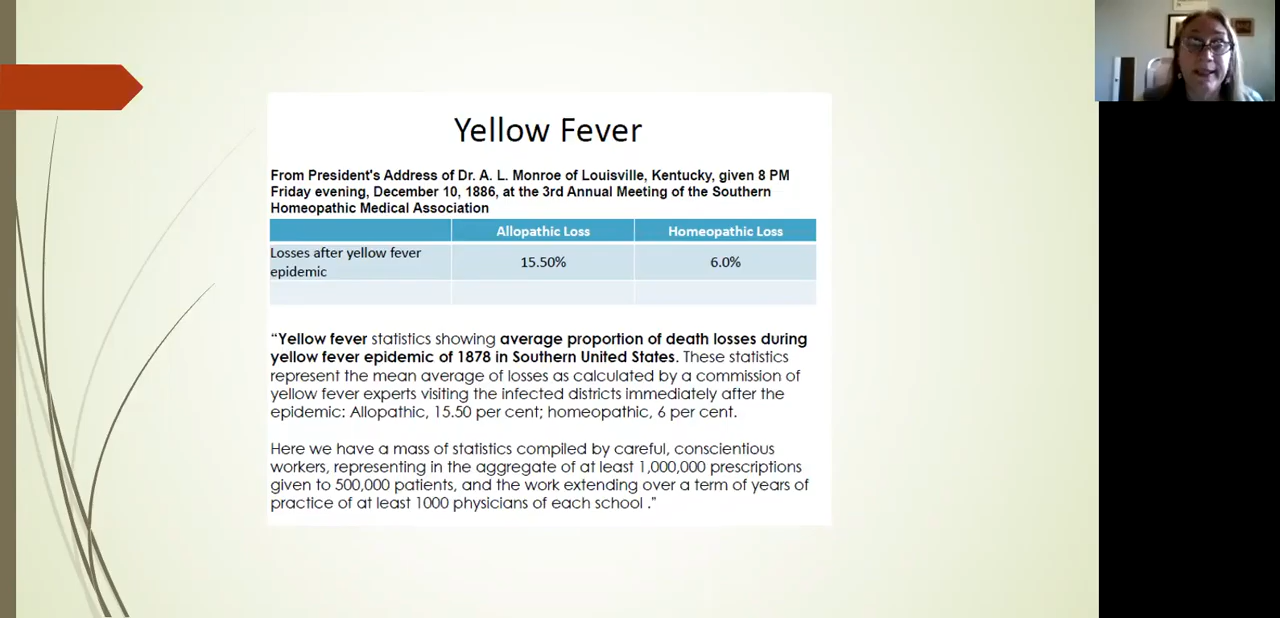 Yellow Fever
From President's Address of Dr. A. L. Monroe of Louisville, Kentucky, given 8 PM
Friday evening, December 10, 1886, at the 3rd Annual Meeting of the Southern
Homeopathic Medical Association
Allopathic Loss Homeopathic Loss
Losses after yellow fever
epidemic 15.50% 6.0%
“Yellow fever statistics showing average proportion of death losses during
yellow fever epidemic of 1878 in Southern United States. These statistics
represent the mean average of losses as calculated by a commission of
yellow fever experts visiting the infected districts immediately after the
epidemic: Allopathic, 15.50 per cent; homeopathic, 6 per cent.
Here we have a mass of statistics compiled by careful, conscientious
workers, representing in the aggregate of at least 1,000,000 prescriptions
given to 500,000 patients, and the work extending over a term of years of
practice of at least 1000 physicians of each school .”